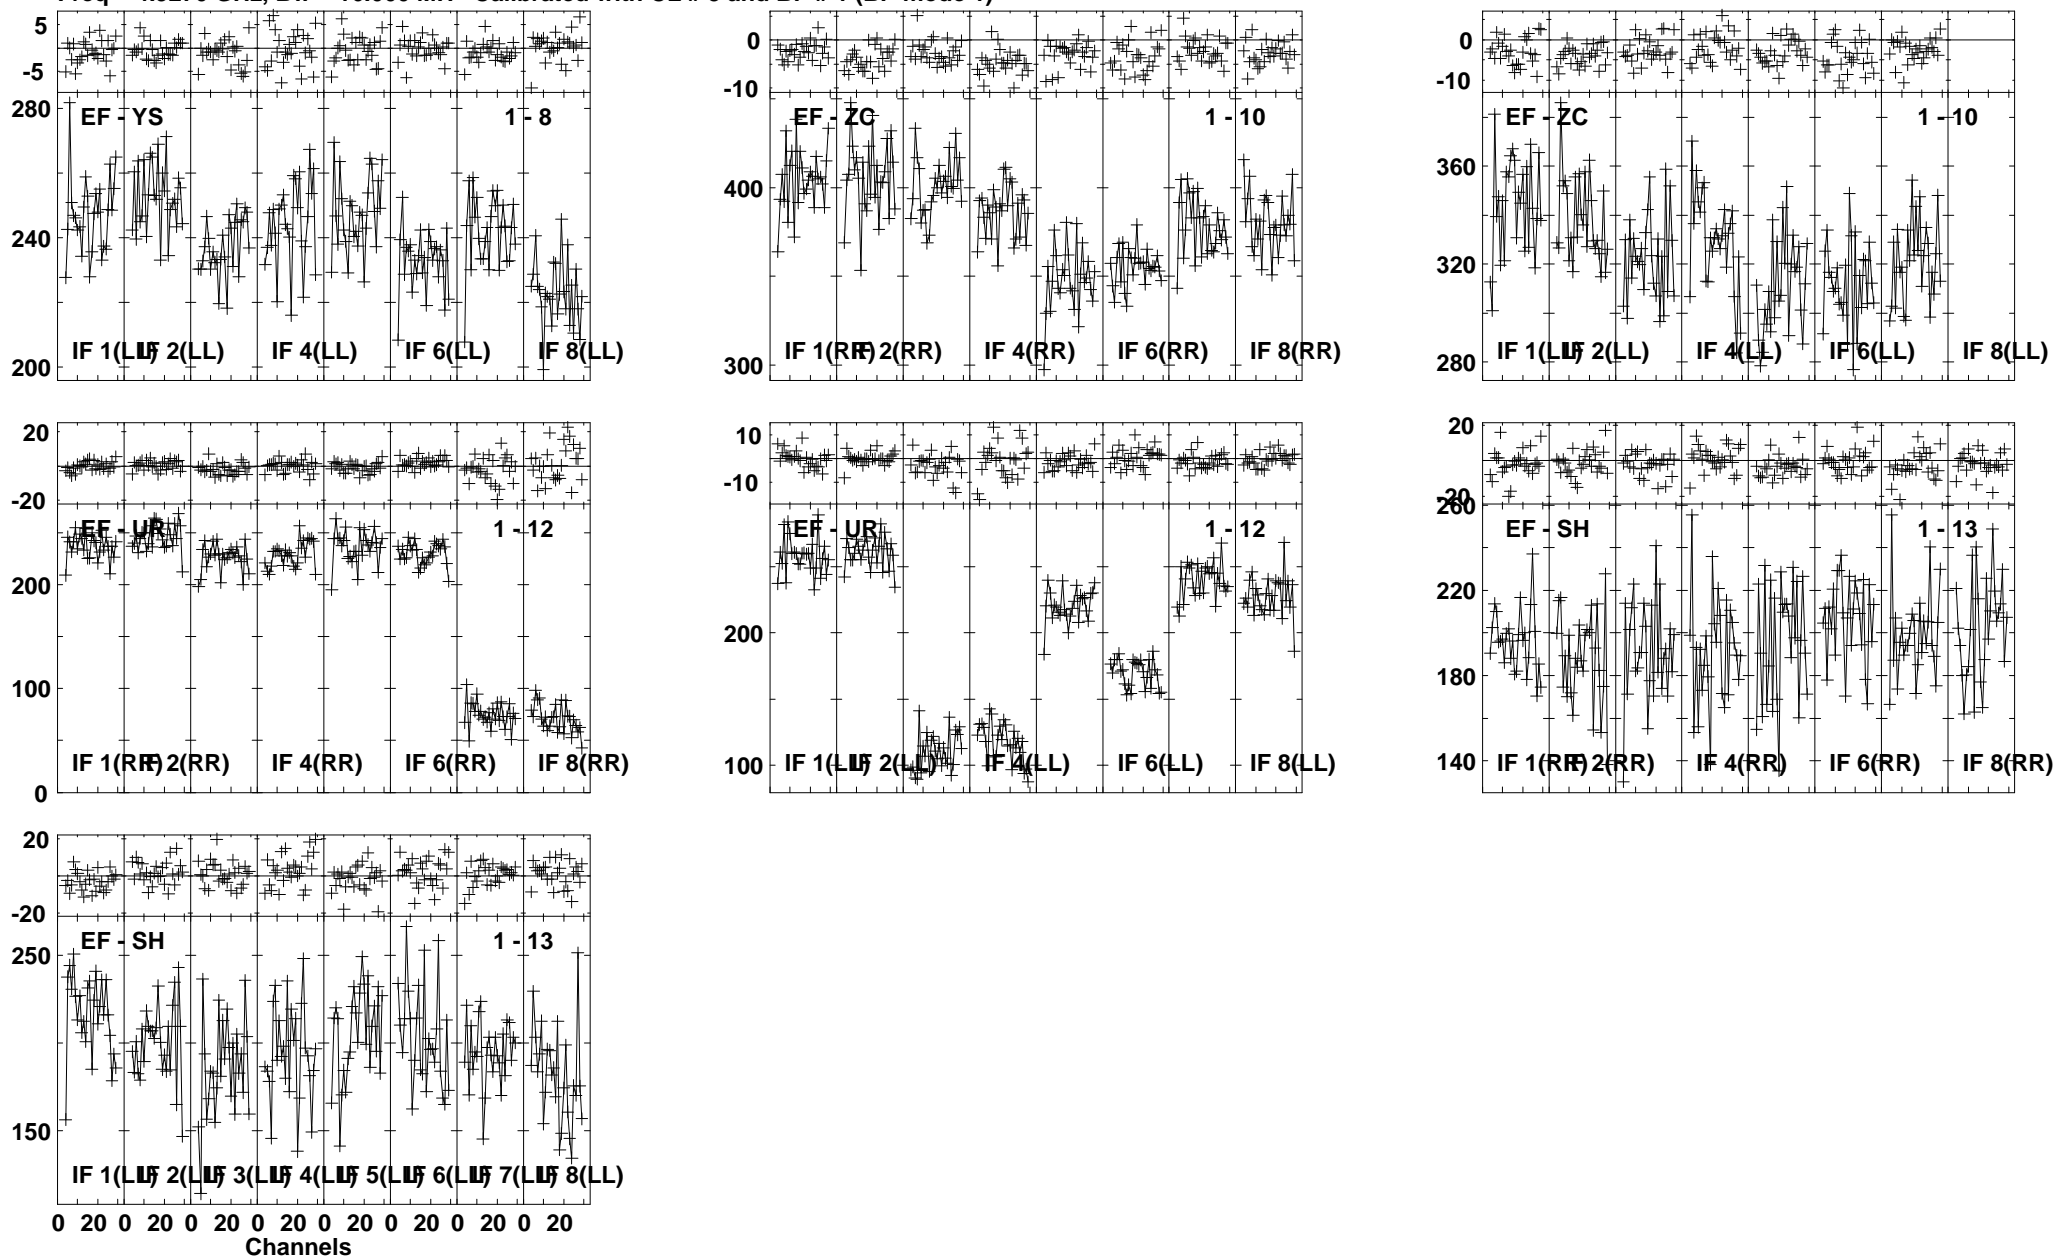 5
-5
280
240
200
EF - YS
1 - 8
IF 1(LL)
IF 2(LL)
IF 4(LL)
IF 6(LL)
IF 8(LL)
0
-10
400
300
EF - ZC
1 - 10
IF 1(RR)
IF 2(RR)
IF 4(RR)
IF 6(RR)
IF 8(RR)
0
-10
360
320
280
EF - ZC
1 - 10
IF 1(LL)
IF 2(LL)
IF 4(LL)
IF 6(LL)
IF 8(LL)
20
-20
200
100
0
EF - UR
1 - 12
IF 1(RR)
IF 2(RR)
IF 4(RR)
IF 6(RR)
IF 8(RR)
10
-10
200
100
EF - UR
1 - 12
IF 1(LL)
IF 2(LL)
IF 4(LL)
IF 6(LL)
IF 8(LL)
20
-20
260
220
180
140
EF - SH
1 - 13
IF 1(RR)
IF 2(RR)
IF 4(RR)
IF 6(RR)
IF 8(RR)
20
-20
250
150
EF - SH
1 - 13
IF 1(LL)
IF 2(LL)
IF 3(LL)
IF 4(LL)
IF 5(LL)
IF 6(LL)
IF 7(LL)
IF 8(LL)
0 20 0 20 0 20 0 20 0 20 0 20 0 20 0 20
Channels